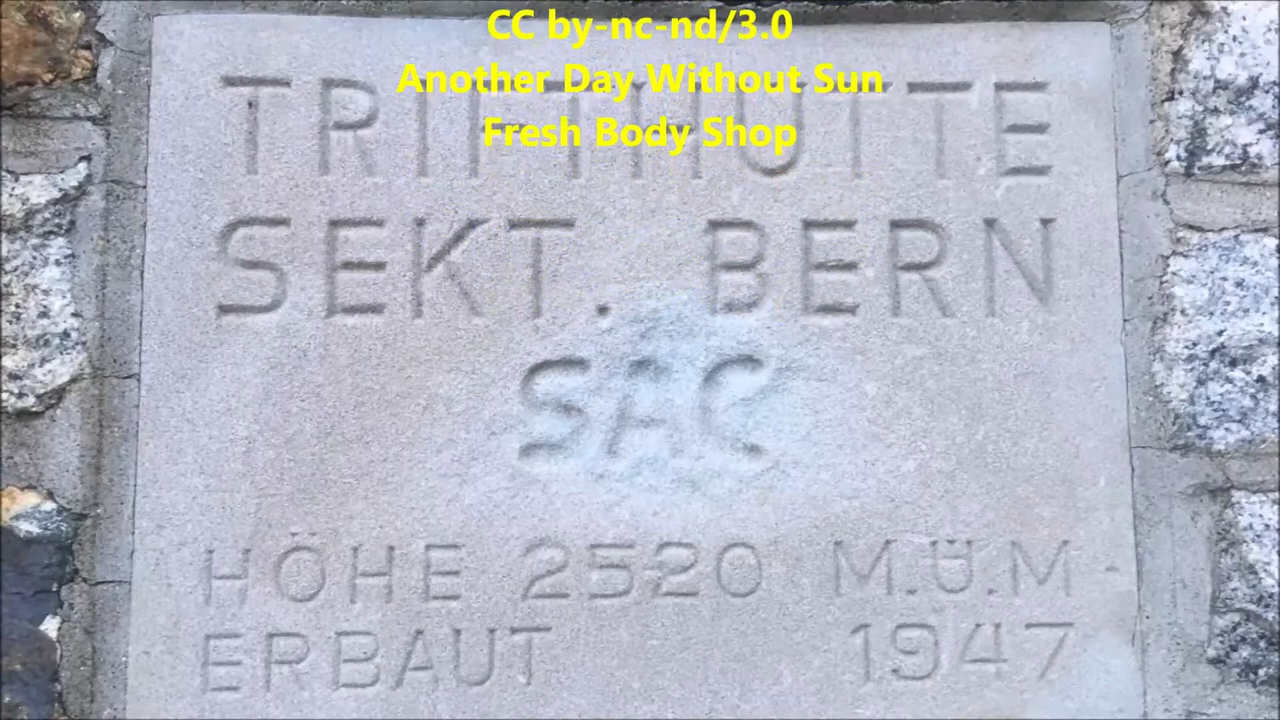 CC by-nc-nd/3.0
Another Day Without Sun
Fresh Body Shop
TRIFTHÜTTE
SEKT. BERN
SAC
HÖHE 2520 M.Ü.M
ERBAUT 1947